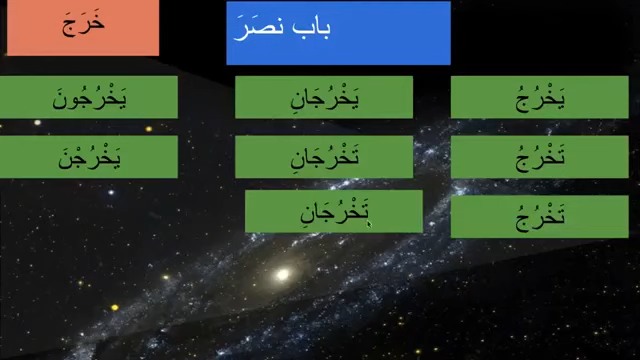 باب نصَرَ
خَرَجَ
يَخْرُجُ يَخْرُجَانِ يَخْرُجُونَ
تَخْرُجُ تَخْرُجَانِ يَخْرُجْنَ
تَخْرُجُ تَخْرُجَانِ